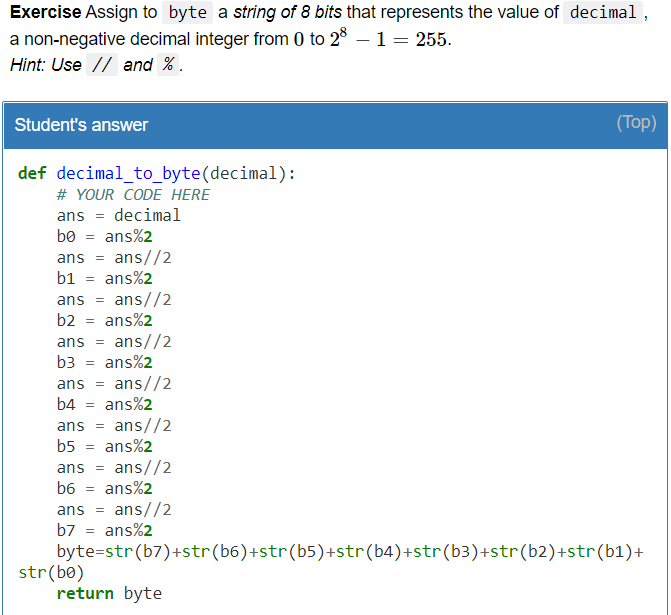 Exercise Assign to byte a string of 8 bits that represents the value of decimal ,
a non-negative decimal integer from 0 to 2⁸ − 1 = 255.
Hint: Use // and % .
Student's answer (Top)
def decimal_to_byte(decimal):
    # YOUR CODE HERE
    ans = decimal
    b0 = ans%2
    ans = ans//2
    b1 = ans%2
    ans = ans//2
    b2 = ans%2
    ans = ans//2
    b3 = ans%2
    ans = ans//2
    b4 = ans%2
    ans = ans//2
    b5 = ans%2
    ans = ans//2
    b6 = ans%2
    ans = ans//2
    b7 = ans%2
    byte=str(b7)+str(b6)+str(b5)+str(b4)+str(b3)+str(b2)+str(b1)+
str(b0)
    return byte